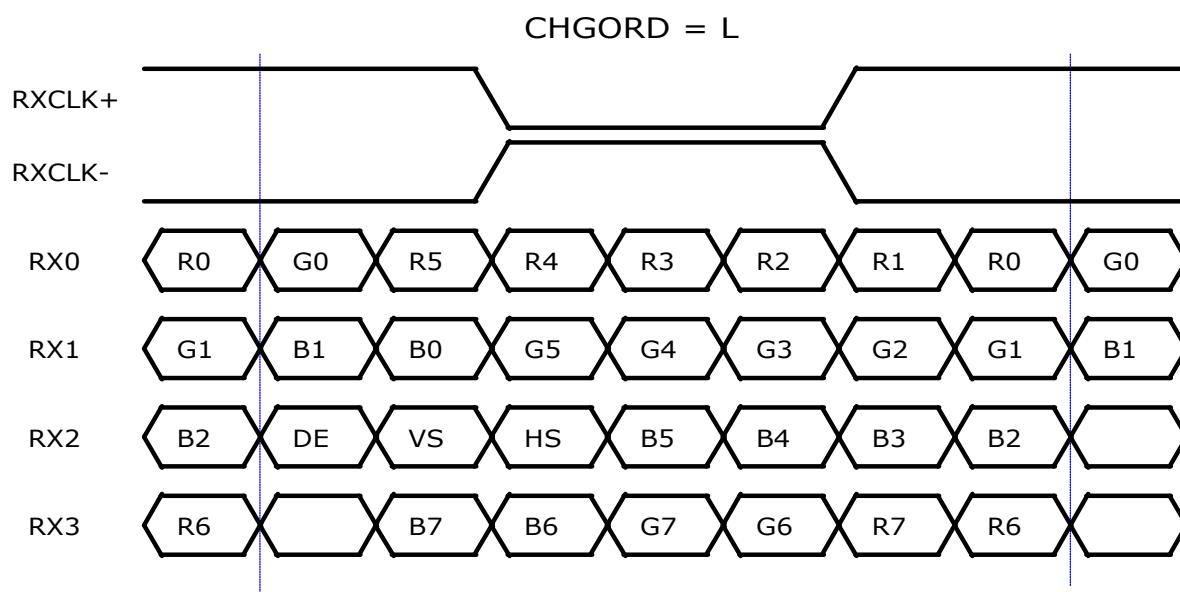 CHGORD = L
RXCLK+
RXCLK-
RX0 R0 G0 R5 R4 R3 R2 R1 R0 G0
RX1 G1 B1 B0 G5 G4 G3 G2 G1 B1
RX2 B2 DE VS HS B5 B4 B3 B2
RX3 R6 B7 B6 G7 G6 R7 R6